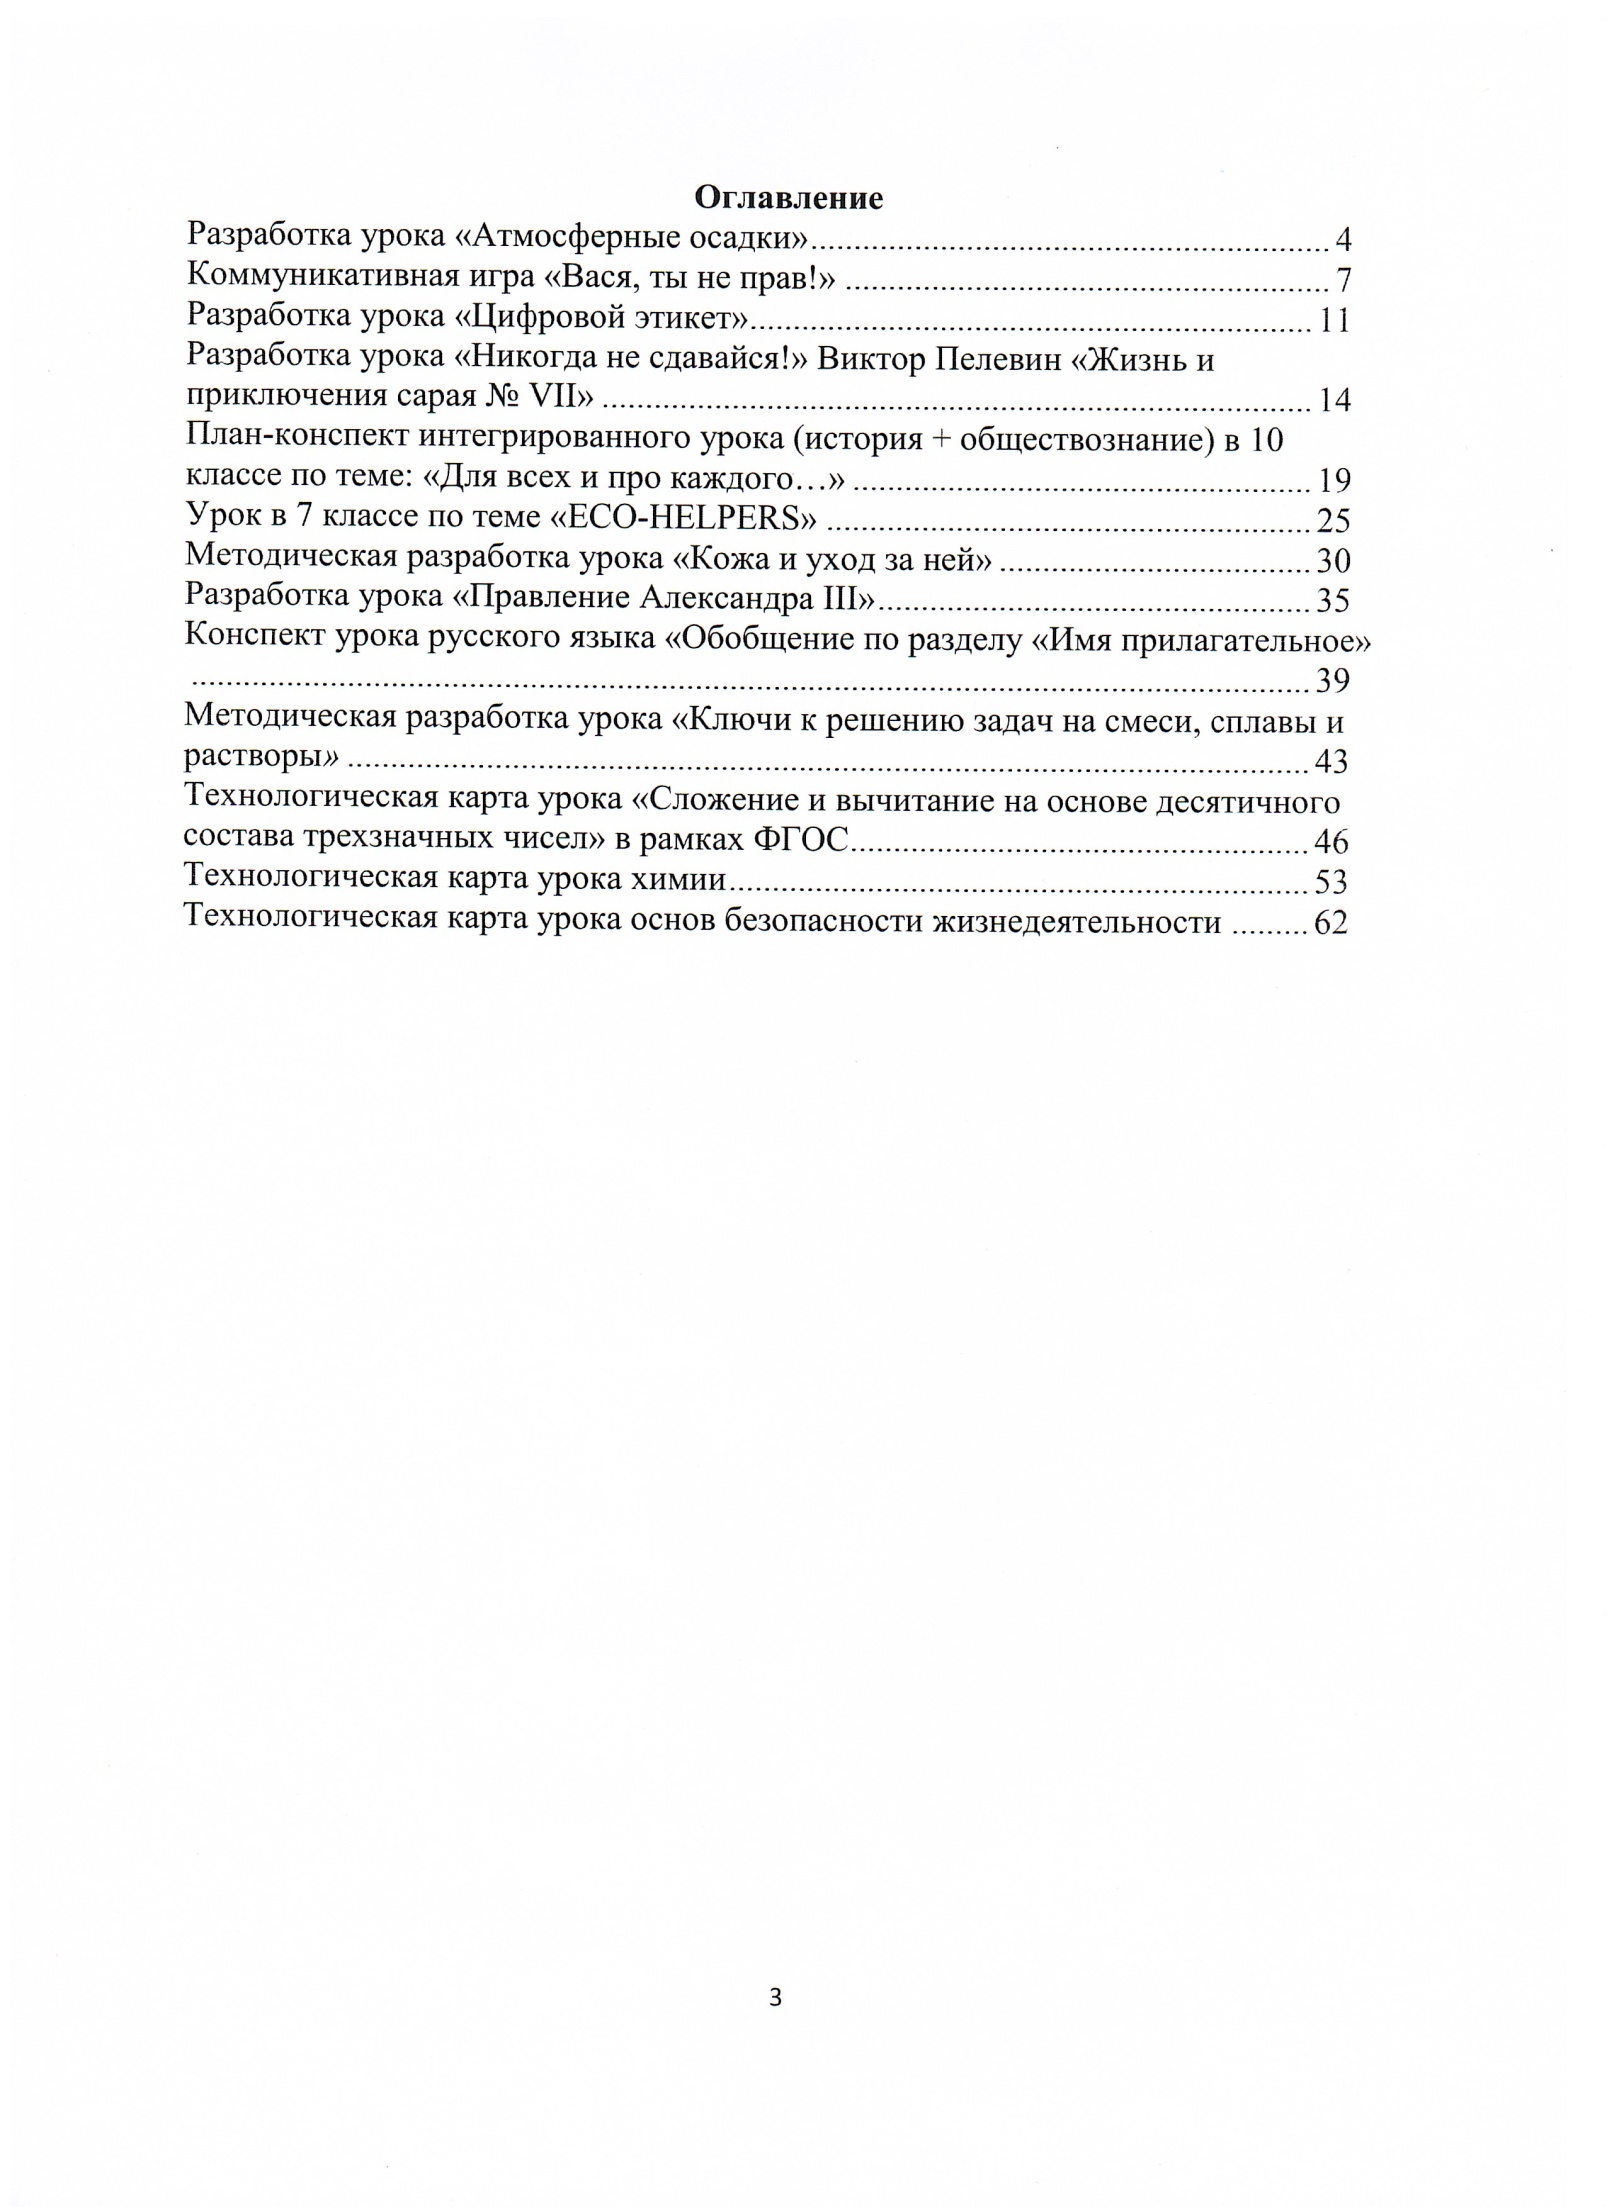 Оглавление
Разработка урока «Атмосферные осадки»........................................................ 4
Коммуникативная игра «Вася, ты не прав!» .................................................... 7
Разработка урока «Цифровой этикет»............................................................. 11
Разработка урока «Никогда не сдавайся!» Виктор Пелевин «Жизнь и
приключения сарая № VII» ............................................................................. 14
План-конспект интегрированного урока (история + обществознание) в 10
классе по теме: «Для всех и про каждого…» .................................................. 19
Урок в 7 классе по теме «ECO-HELPERS» ..................................................... 25
Методическая разработка урока «Кожа и уход за ней» .................................. 30
Разработка урока «Правление Александра III»............................................... 35
Конспект урока русского языка «Обобщение по разделу «Имя прилагательное»
.......................................................................................................................... 39
Методическая разработка урока «Ключи к решению задач на смеси, сплавы и
растворы» ......................................................................................................... 43
Технологическая карта урока «Сложение и вычитание на основе десятичного
состава трехзначных чисел» в рамках ФГОС.................................................. 46
Технологическая карта урока химии............................................................... 53
Технологическая карта урока основ безопасности жизнедеятельности ......... 62
3